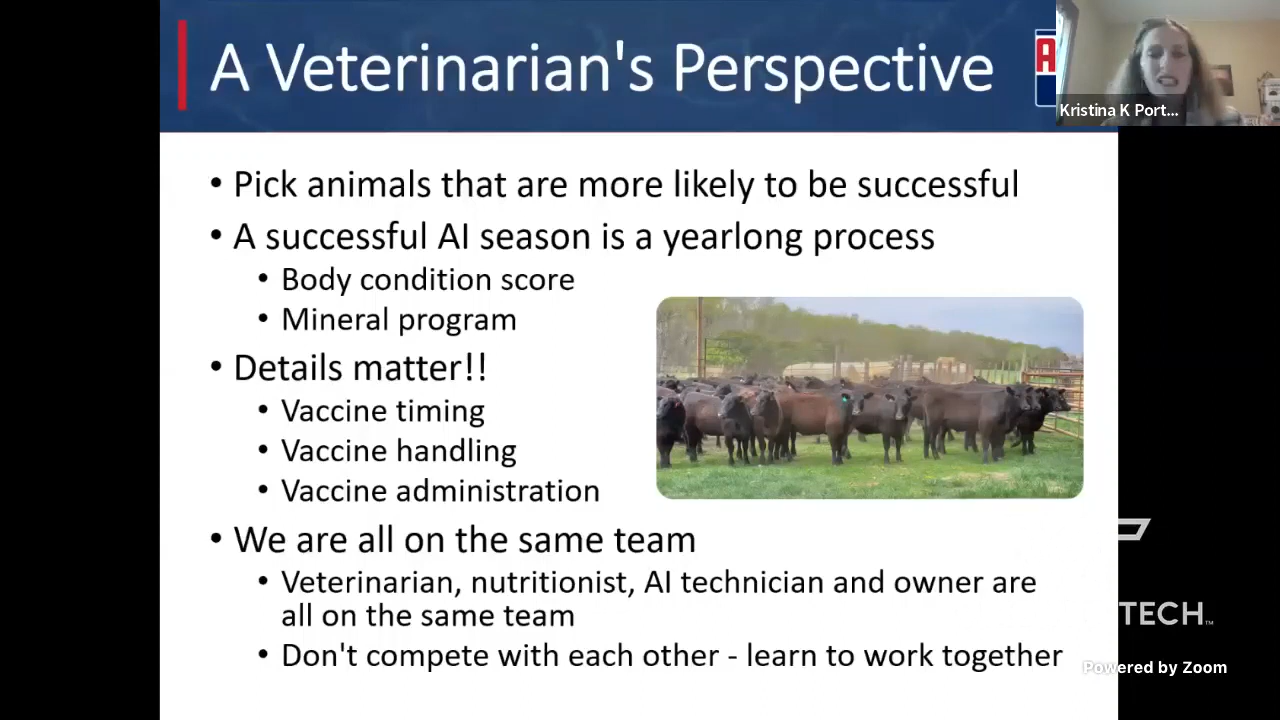 A Veterinarian's Perspective
A
Kristina K Port...
• Pick animals that are more likely to be successful
• A successful AI season is a yearlong process
• Body condition score
• Mineral program
• Details matter!!
• Vaccine timing
• Vaccine handling
• Vaccine administration
• We are all on the same team
• Veterinarian, nutritionist, AI technician and owner are
all on the same team
• Don't compete with each other - learn to work together
TECH™
Powered by Zoom